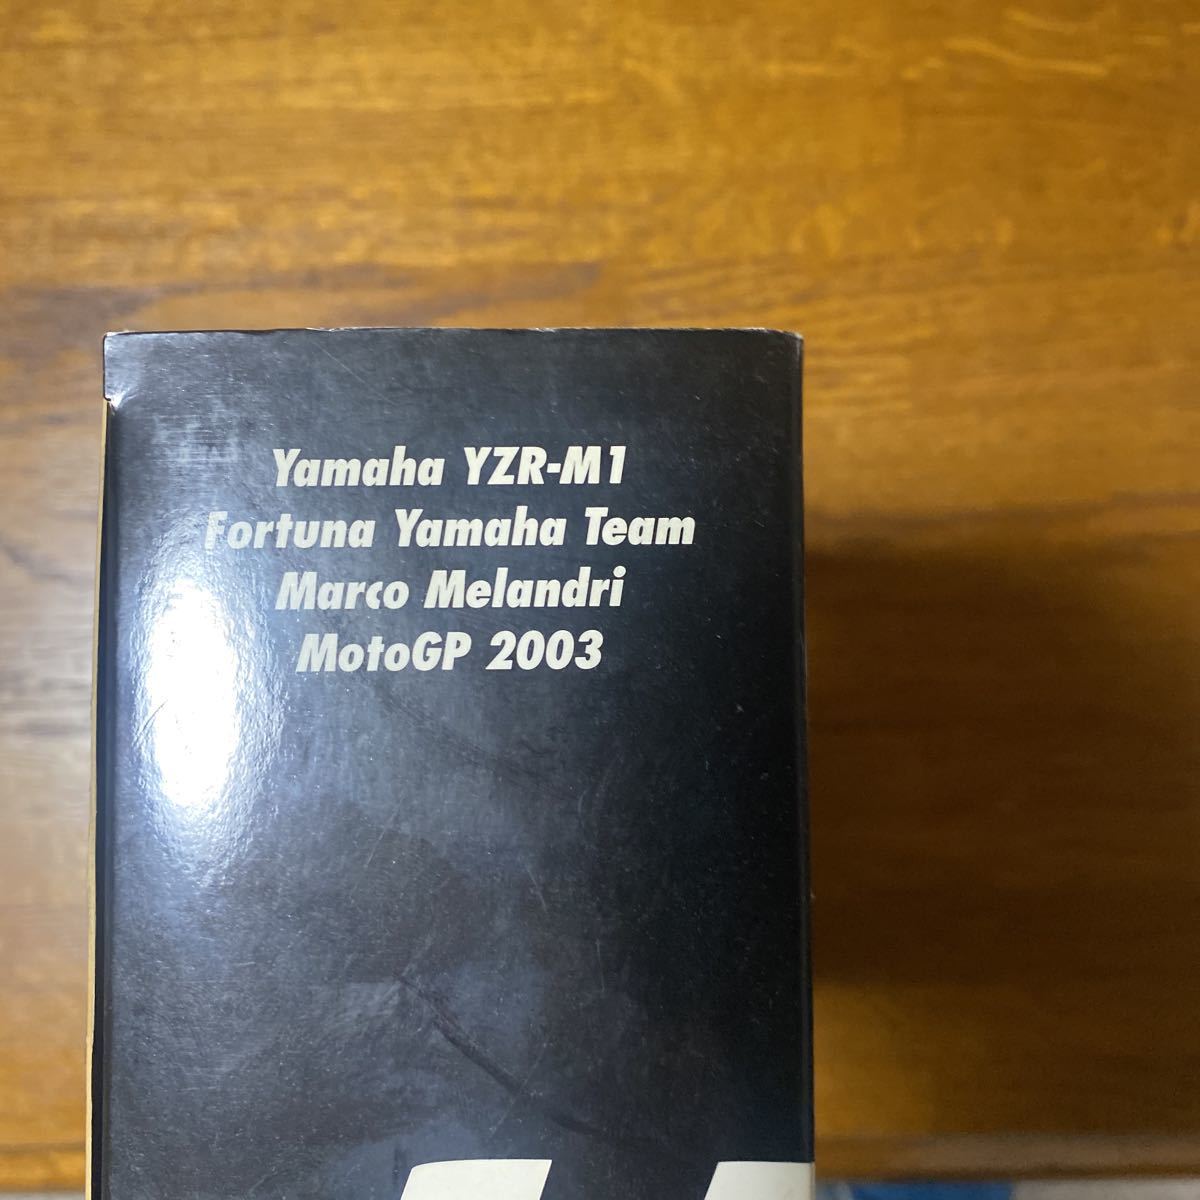 Yamaha YZR-M1
Fortuna Yamaha Team
Marco Melandri
MotoGP 2003